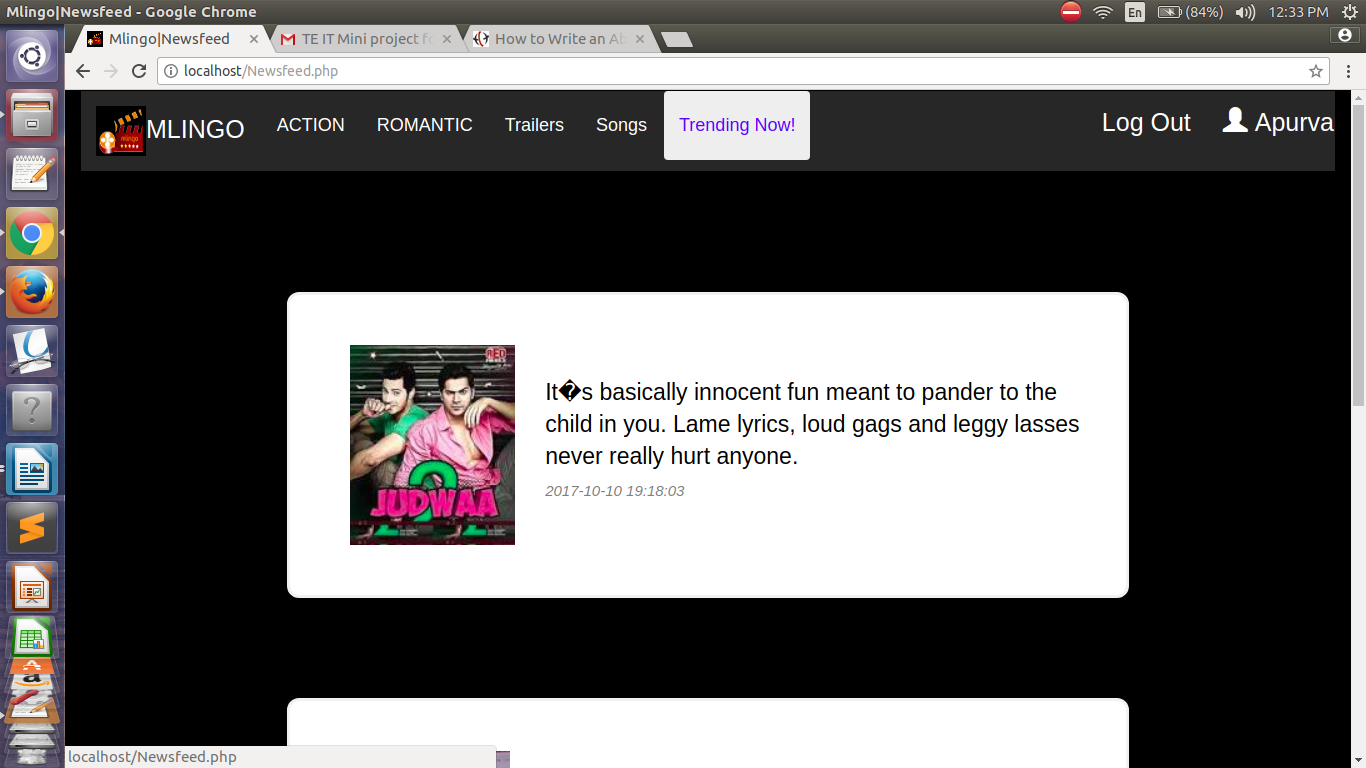 Mlingo|Newsfeed - Google Chrome
En (84%) 12:33 PM
Mlingo|Newsfeed TE IT Mini project fo How to Write an Ab
localhost/Newsfeed.php
mlingo
MLINGO ACTION ROMANTIC Trailers Songs Trending Now! Log Out Apurva
It�s basically innocent fun meant to pander to the
child in you. Lame lyrics, loud gags and leggy lasses
never really hurt anyone.
2017-10-10 19:18:03
RED
JUDWAA
2
localhost/Newsfeed.php